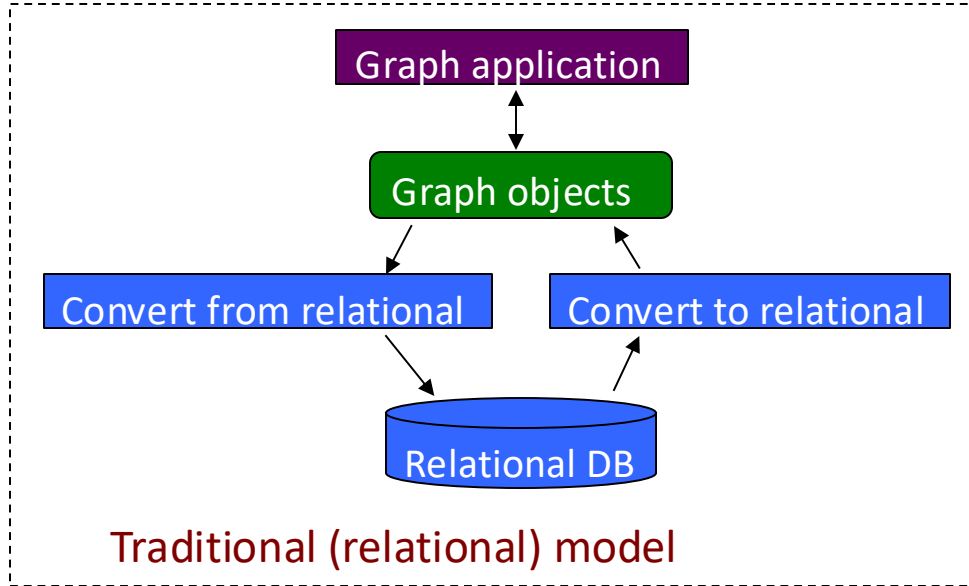 Graph application
Graph objects
Convert from relational
Convert to relational
Relational DB
Traditional (relational) model